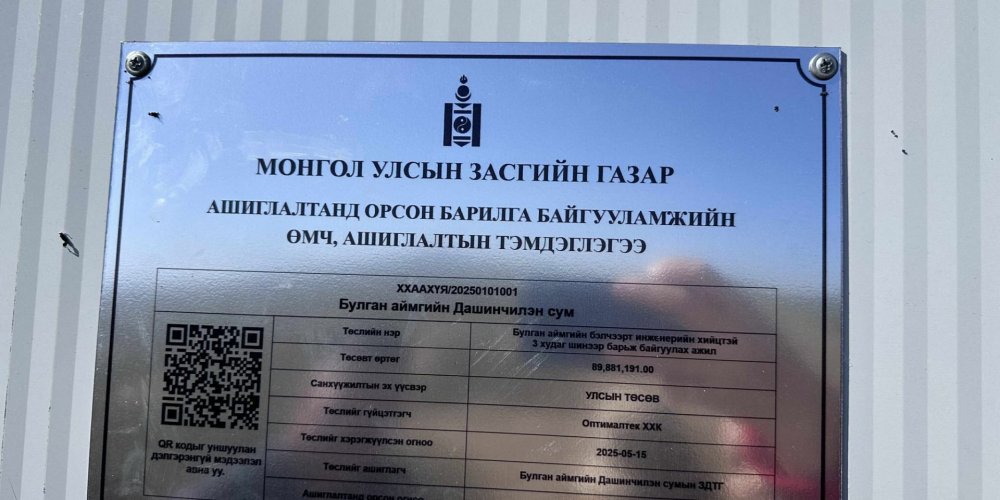 МОНГОЛ УЛСЫН ЗАСГИЙН ГАЗАР
АШИГЛАЛТАНД ОРСОН БАРИЛГА БАЙГУУЛАМЖИЙН
ӨМЧ, АШИГЛАЛТЫН ТЭМДЭГЛЭГЭЭ
ХХААХҮЯ/20250101001
Булган аймгийн Дашинчилэн сум
Төслийн нэр
Булган аймгийн бэлчээрт инженерийн хийцтэй
3 худаг шинээр барьж байгуулах ажил
Төсөвт өртөг
89,881,191.00
Санхүүжилтын эх үүсвэр
УЛСЫН ТӨСӨВ
Төслийг гүйцэтгэгч
Оптималтек ХХК
Төслийг хэрэгжүүлсэн огноо
2025-05-15
Төслийг ашиглагч
Булган аймгийн Дашинчилэн сумын ЗДТГ
Ашиглалтанд орсон огноо
QR кодыг уншуулан
дэлгэрэнгүй мэдээлэл
авна уу.